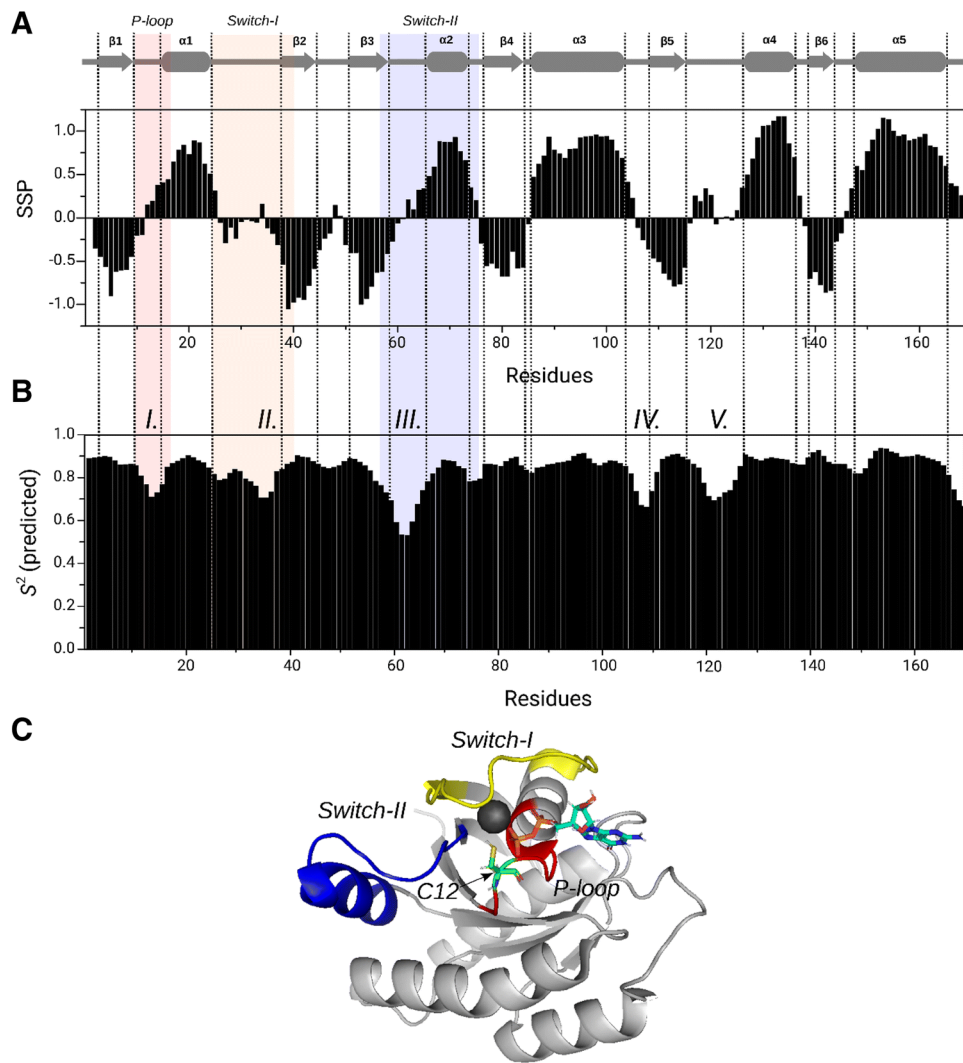 A
P-loop Switch-I Switch-II
β1 α1 β2 β3 α2 β4 α3 β5 α4 β6 α5
SSP
1.0
0.5
0.0
-0.5
-1.0
20 40 60 80 100 120 140 160
Residues
B
I. II. III. IV. V.
S² (predicted)
1.0
0.8
0.6
0.4
0.2
0.0
20 40 60 80 100 120 140 160
Residues
C
Switch-I
Switch-II
C12
P-loop